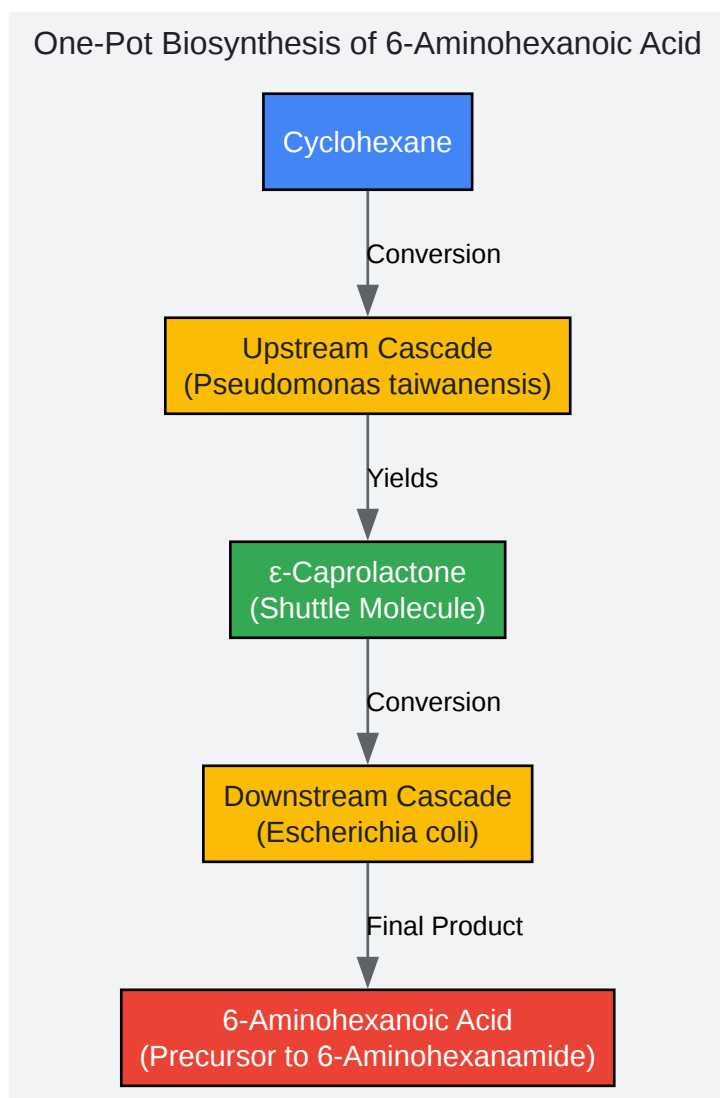 One-Pot Biosynthesis of 6-Aminohexanoic Acid
Cyclohexane
Conversion
Upstream Cascade
(Pseudomonas taiwanensis)
Yields
ε-Caprolactone
(Shuttle Molecule)
Conversion
Downstream Cascade
(Escherichia coli)
Final Product
6-Aminohexanoic Acid
(Precursor to 6-Aminohexanamide)